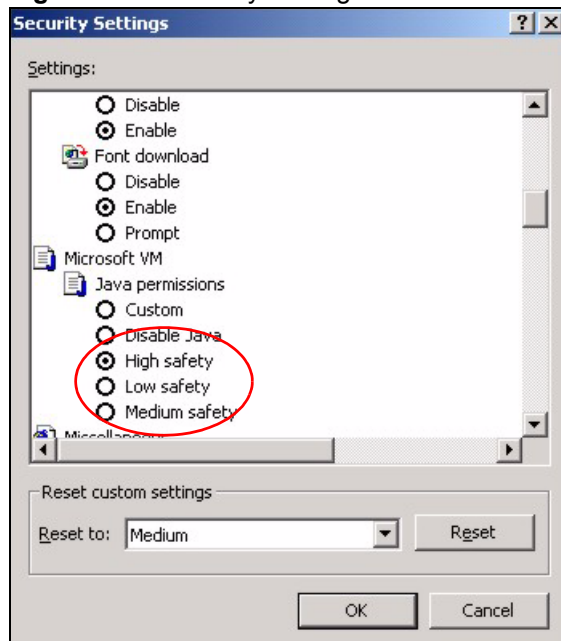 Security Settings
Settings:
Disable
Enable
Font download
Disable
Enable
Prompt
Microsoft VM
Java permissions
Custom
Disable Java
High safety
Low safety
Medium safety
Miscellaneous
Reset custom settings
Reset to: Medium Reset
OK Cancel